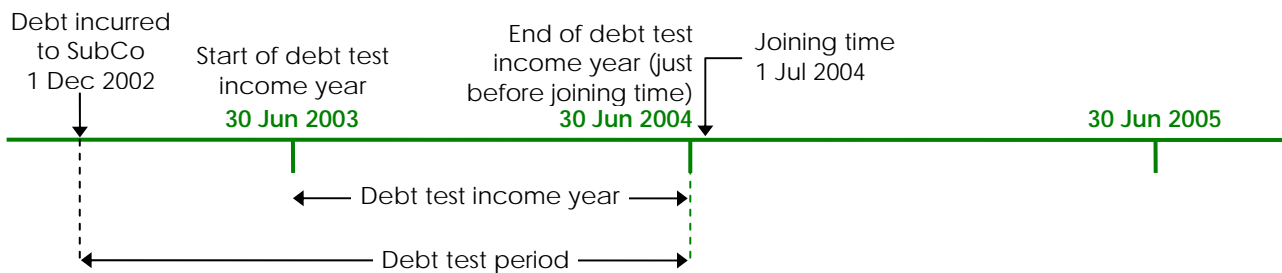 Debt incurred
to SubCo
1 Dec 2002
Start of debt test
income year
30 Jun 2003
End of debt test
income year (just
before joining time)
30 Jun 2004
Joining time
1 Jul 2004
30 Jun 2005
Debt test income year
Debt test period